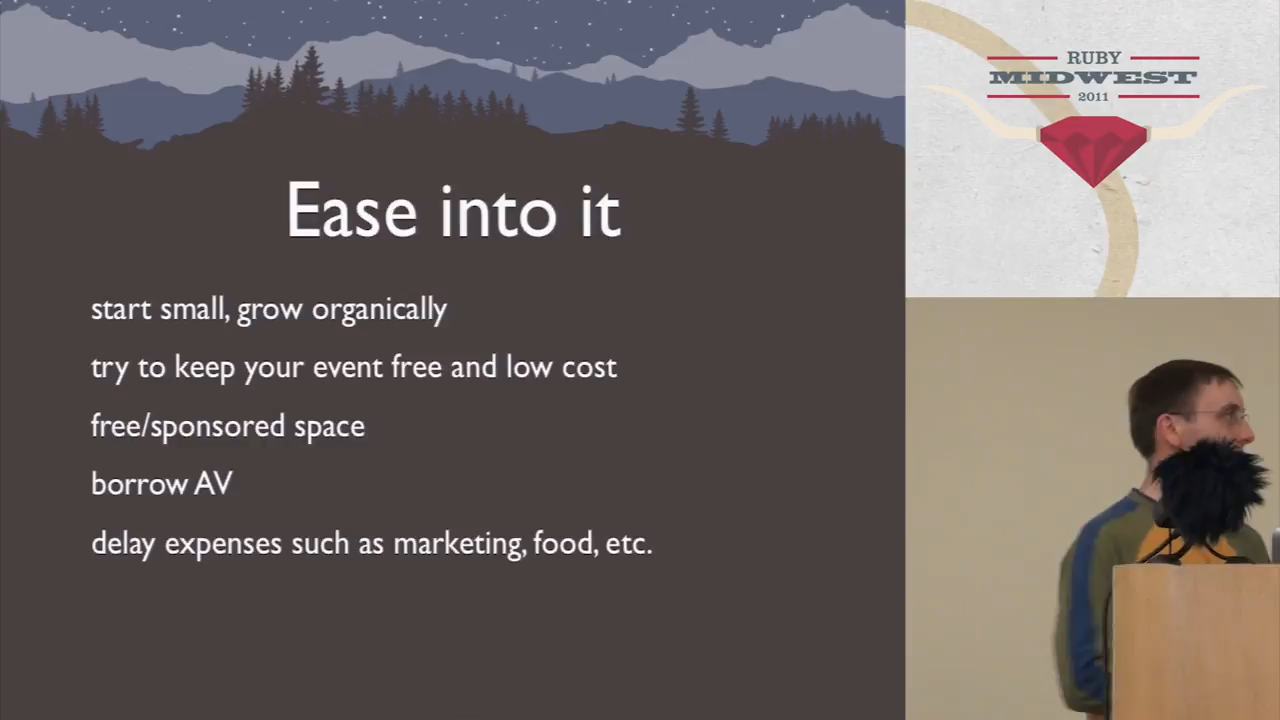 Ease into it
start small, grow organically
try to keep your event free and low cost
free/sponsored space
borrow AV
delay expenses such as marketing, food, etc.
RUBY
MIDWEST
2011